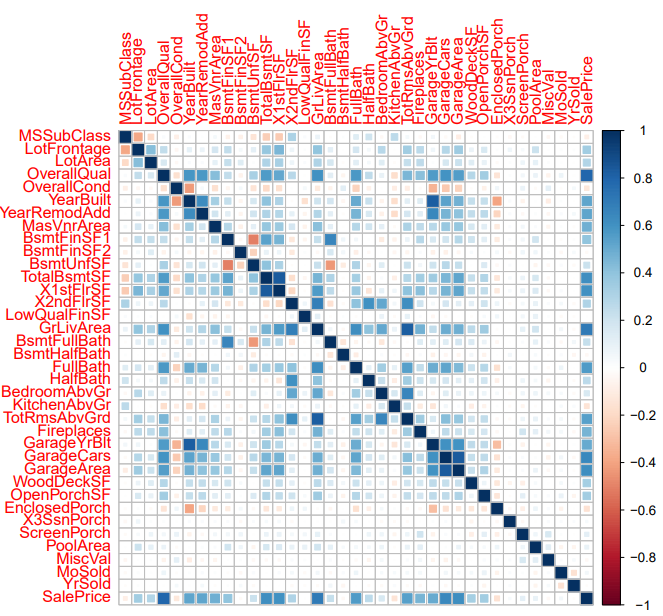 MSSubClass
LotFrontage
LotArea
OverallQual
OverallCond
YearBuilt
YearRemodAdd
MasVnrArea
BsmtFinSF1
BsmtFinSF2
BsmtUnfSF
TotalBsmtSF
X1stFlrSF
X2ndFlrSF
LowQualFinSF
GrLivArea
BsmtFullBath
BsmtHalfBath
FullBath
HalfBath
BedroomAbvGr
KitchenAbvGr
TotRmsAbvGrd
Fireplaces
GarageYrBlt
GarageCars
GarageArea
WoodDeckSF
OpenPorchSF
EnclosedPorch
X3SsnPorch
ScreenPorch
PoolArea
MiscVal
MoSold
YrSold
SalePrice
MSSubClass
LotFrontage
LotArea
OverallQual
OverallCond
YearBuilt
YearRemodAdd
MasVnrArea
BsmtFinSF1
BsmtFinSF2
BsmtUnfSF
TotalBsmtSF
X1stFlrSF
X2ndFlrSF
LowQualFinSF
GrLivArea
BsmtFullBath
BsmtHalfBath
FullBath
HalfBath
BedroomAbvGr
KitchenAbvGr
TotRmsAbvGrd
Fireplaces
GarageYrBlt
GarageCars
GarageArea
WoodDeckSF
OpenPorchSF
EnclosedPorch
X3SsnPorch
ScreenPorch
PoolArea
MiscVal
MoSold
YrSold
SalePrice
1
0.8
0.6
0.4
0.2
0
−0.2
−0.4
−0.6
−0.8
−1